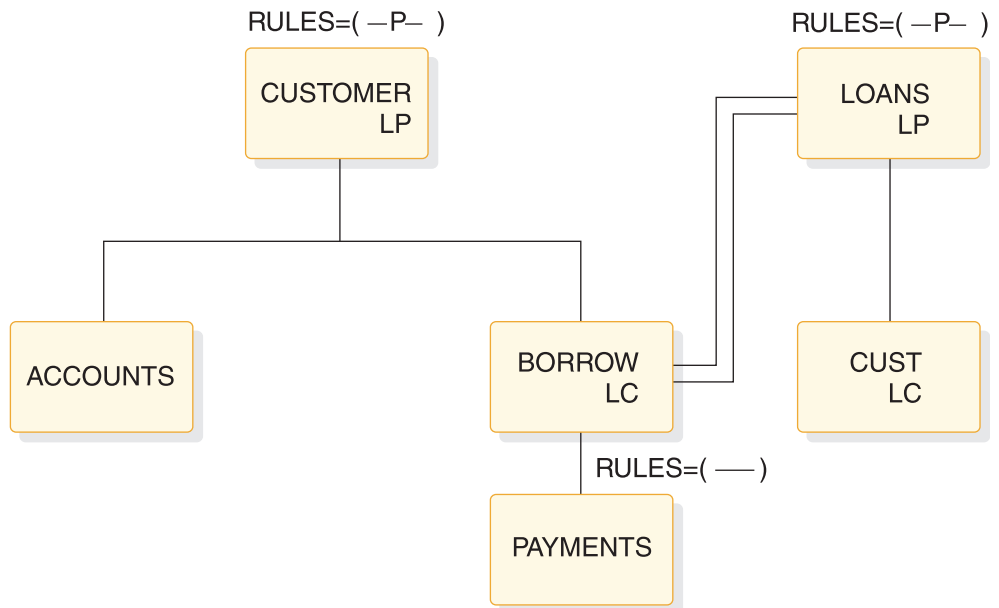 RULES=( —P— )
RULES=( —P— )
CUSTOMER
LP
LOANS
LP
ACCOUNTS
BORROW
LC
CUST
LC
RULES=( —— )
PAYMENTS